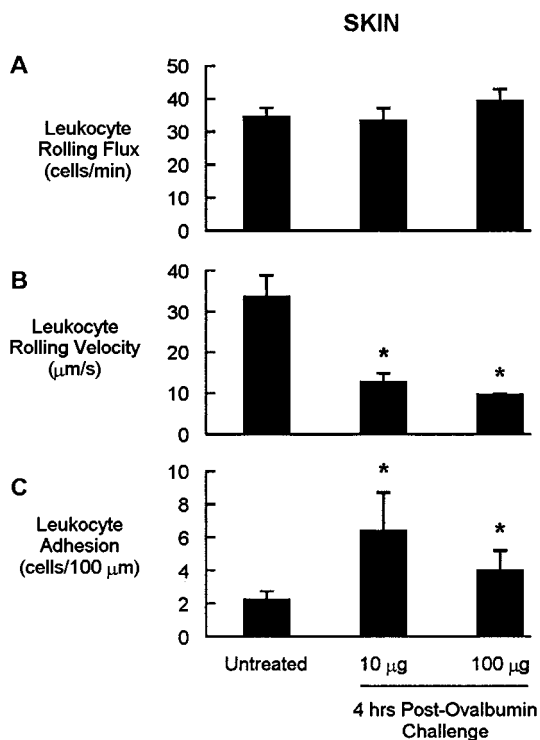 SKIN
A
Leukocyte
Rolling Flux
(cells/min)
50
40
30
20
10
0
B
Leukocyte
Rolling Velocity
(μm/s)
40
30
20
10
0
*
*
C
Leukocyte
Adhesion
(cells/100 μm)
10
8
6
4
2
0
*
*
Untreated 10 μg 100 μg
4 hrs Post-Ovalbumin
Challenge